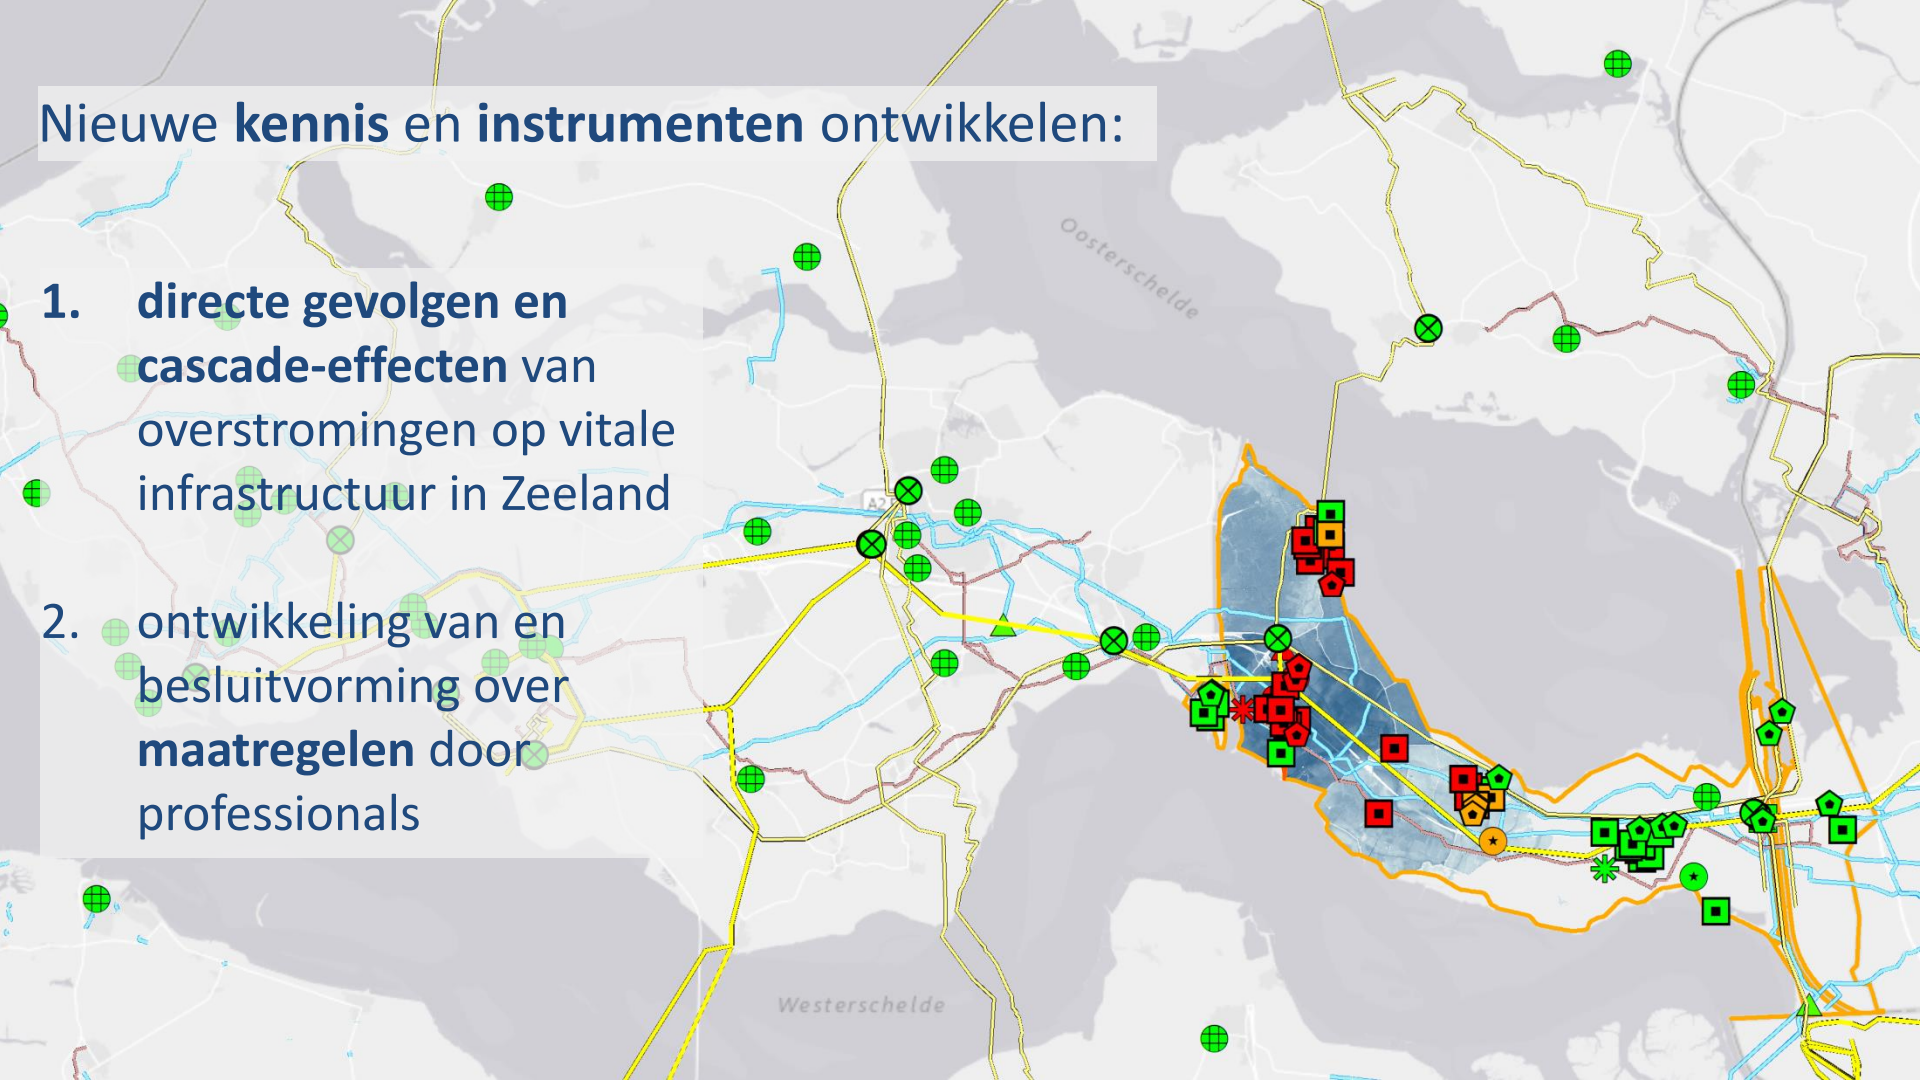 Nieuwe kennis en instrumenten ontwikkelen:
Oosterschelde
1. directe gevolgen en
cascade-effecten van
overstromingen op vitale
infrastructuur in Zeeland
2. ontwikkeling van en
besluitvorming over
maatregelen door
professionals
Westerschelde